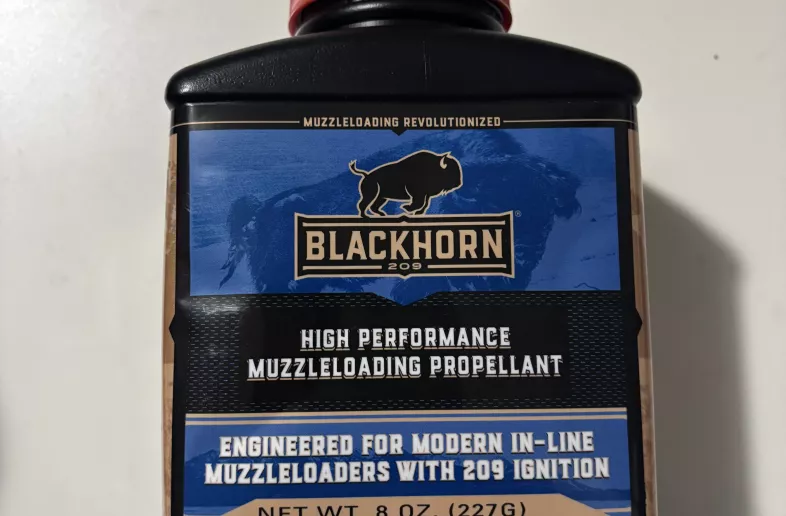 MUZZLELOADING REVOLUTIONIZED
BLACKHORN®
209
HIGH PERFORMANCE
MUZZLELOADING PROPELLANT
ENGINEERED FOR MODERN IN-LINE
MUZZLELOADERS WITH 209 IGNITION
NET WT. 8 OZ. (227G)